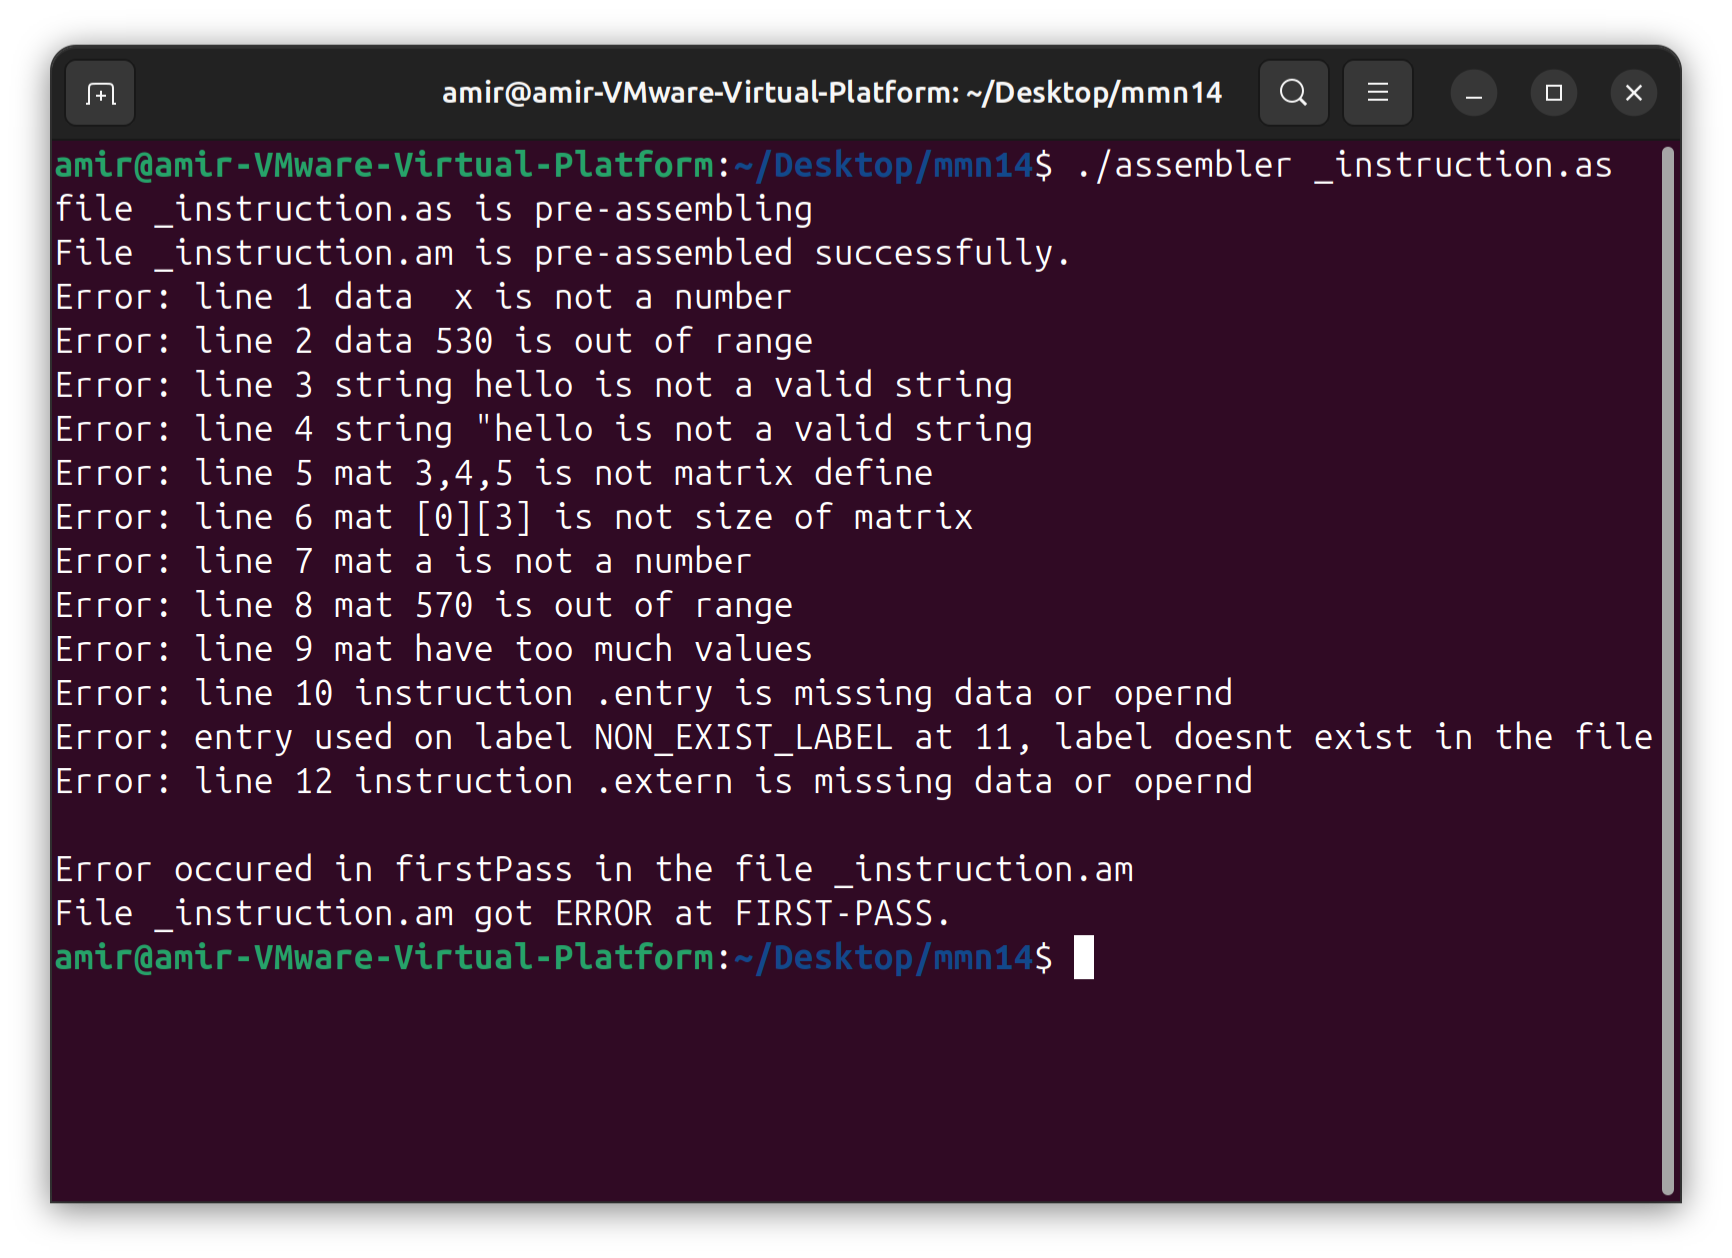 amir@amir-VMware-Virtual-Platform: ~/Desktop/mmn14
amir@amir-VMware-Virtual-Platform:~/Desktop/mmn14$ ./assembler _instruction.as
file _instruction.as is pre-assembling
File _instruction.am is pre-assembled successfully.
Error: line 1 data  x is not a number
Error: line 2 data 530 is out of range
Error: line 3 string hello is not a valid string
Error: line 4 string "hello is not a valid string
Error: line 5 mat 3,4,5 is not matrix define
Error: line 6 mat [0][3] is not size of matrix
Error: line 7 mat a is not a number
Error: line 8 mat 570 is out of range
Error: line 9 mat have too much values
Error: line 10 instruction .entry is missing data or opernd
Error: entry used on label NON_EXIST_LABEL at 11, label doesnt exist in the file
Error: line 12 instruction .extern is missing data or opernd
Error occured in firstPass in the file _instruction.am
File _instruction.am got ERROR at FIRST-PASS.
amir@amir-VMware-Virtual-Platform:~/Desktop/mmn14$